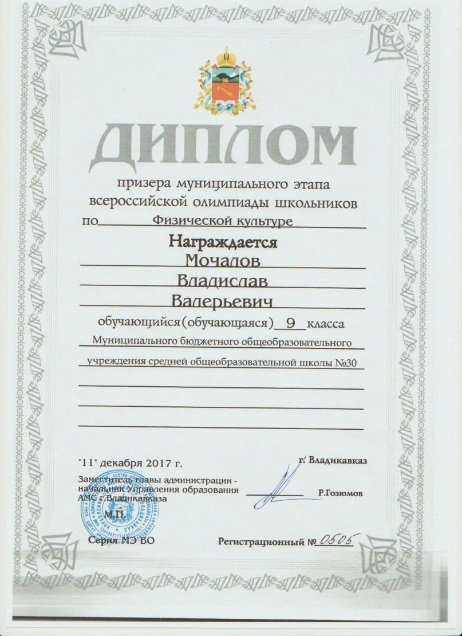 ДИПЛОМ
призера муниципального этапа
всероссийской олимпиады школьников
по Физической культуре
Награждается
Мочалов
Владислав
Валерьевич
обучающийся (обучающаяся) 9 класса
Муниципального бюджетного общеобразовательного
учреждения средней общеобразовательной школы №30
г. Владикавказ
"11" декабря 2017 г.
Заместитель главы администрации -
начальник Управления образования
АМС г.Владикавказа
Р.Гозюмов
М.П.
Серия МЭ ВО Регистрационный № 0505